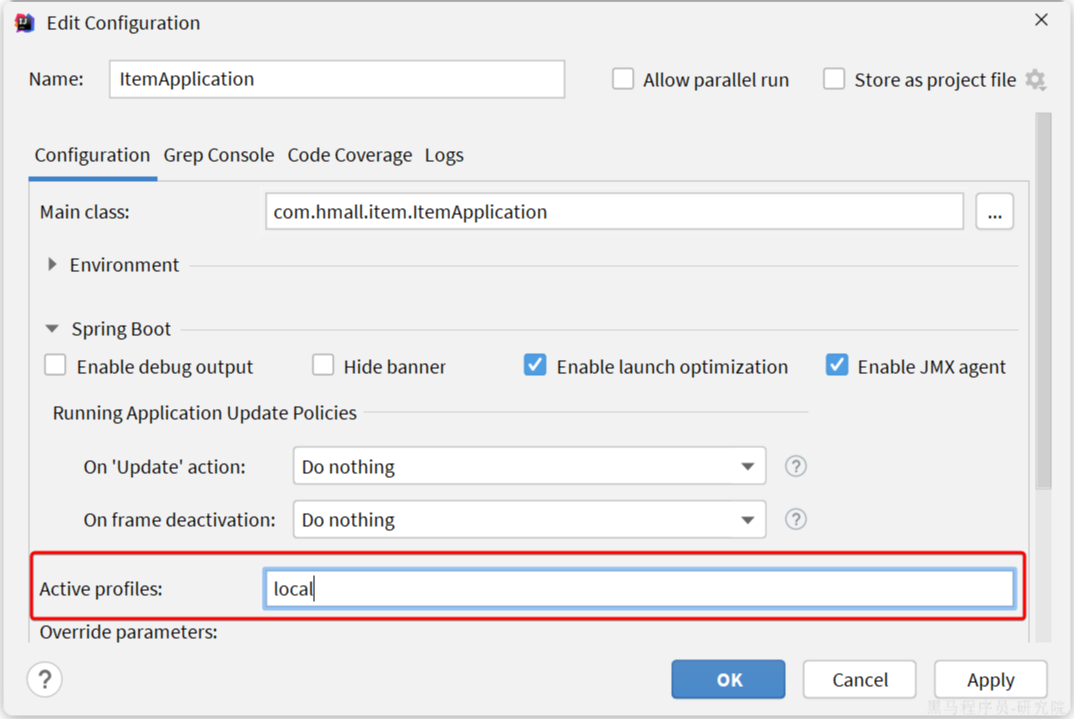 Edit Configuration
Name: ItemApplication Allow parallel run Store as project file
Configuration Grep Console Code Coverage Logs
Main class: com.hmall.item.ItemApplication ...
Environment
Spring Boot
Enable debug output Hide banner Enable launch optimization Enable JMX agent
Running Application Update Policies
On 'Update' action: Do nothing ?
On frame deactivation: Do nothing ?
Active profiles: local
Override parameters:
? OK Cancel Apply
黑马程序员-研究院